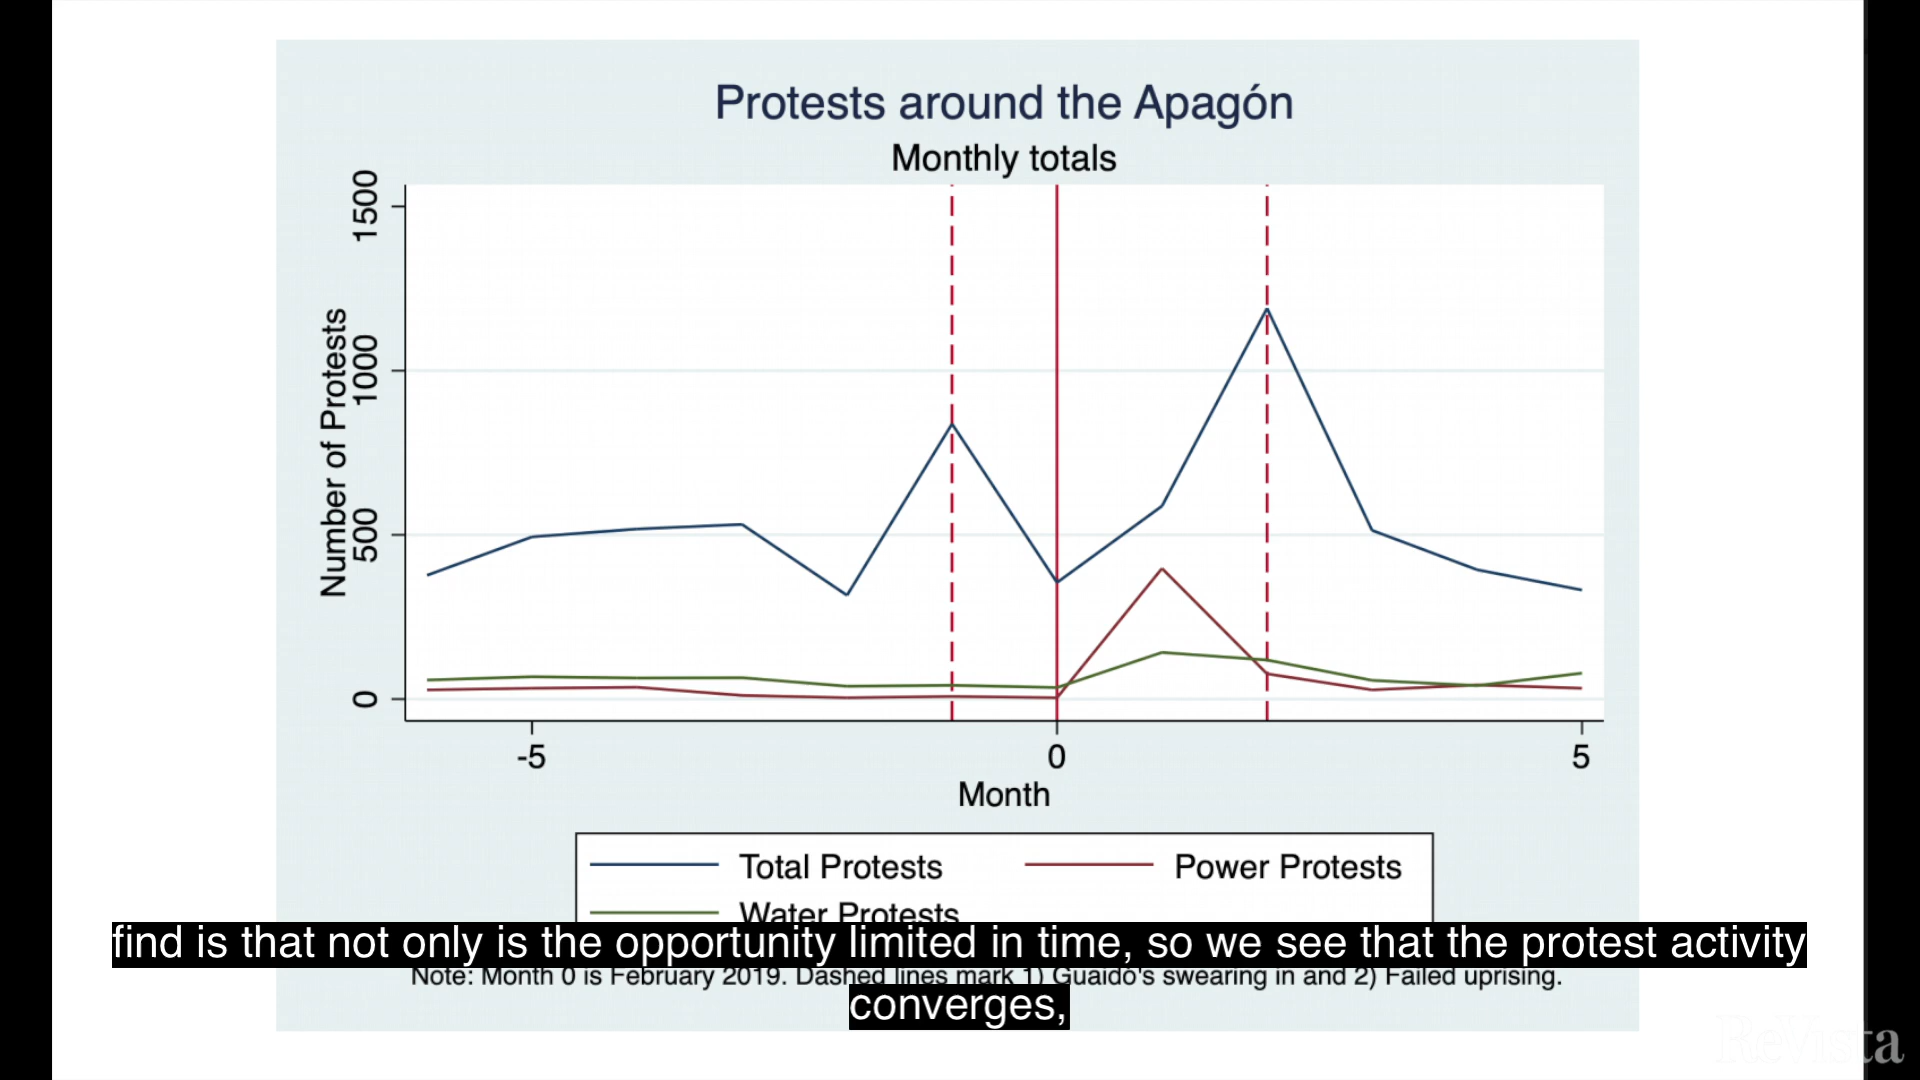 Protests around the Apagón
Monthly totals
1500
1000
500
0
Number of Protests
-5
0
5
Month
Total Protests
Power Protests
Water Protests
find is that not only is the opportunity limited in time, so we see that the protest activity
Note: Month 0 is February 2019. Dashed lines mark 1) Guaidó's swearing in and 2) Failed uprising.
converges,
ReVista